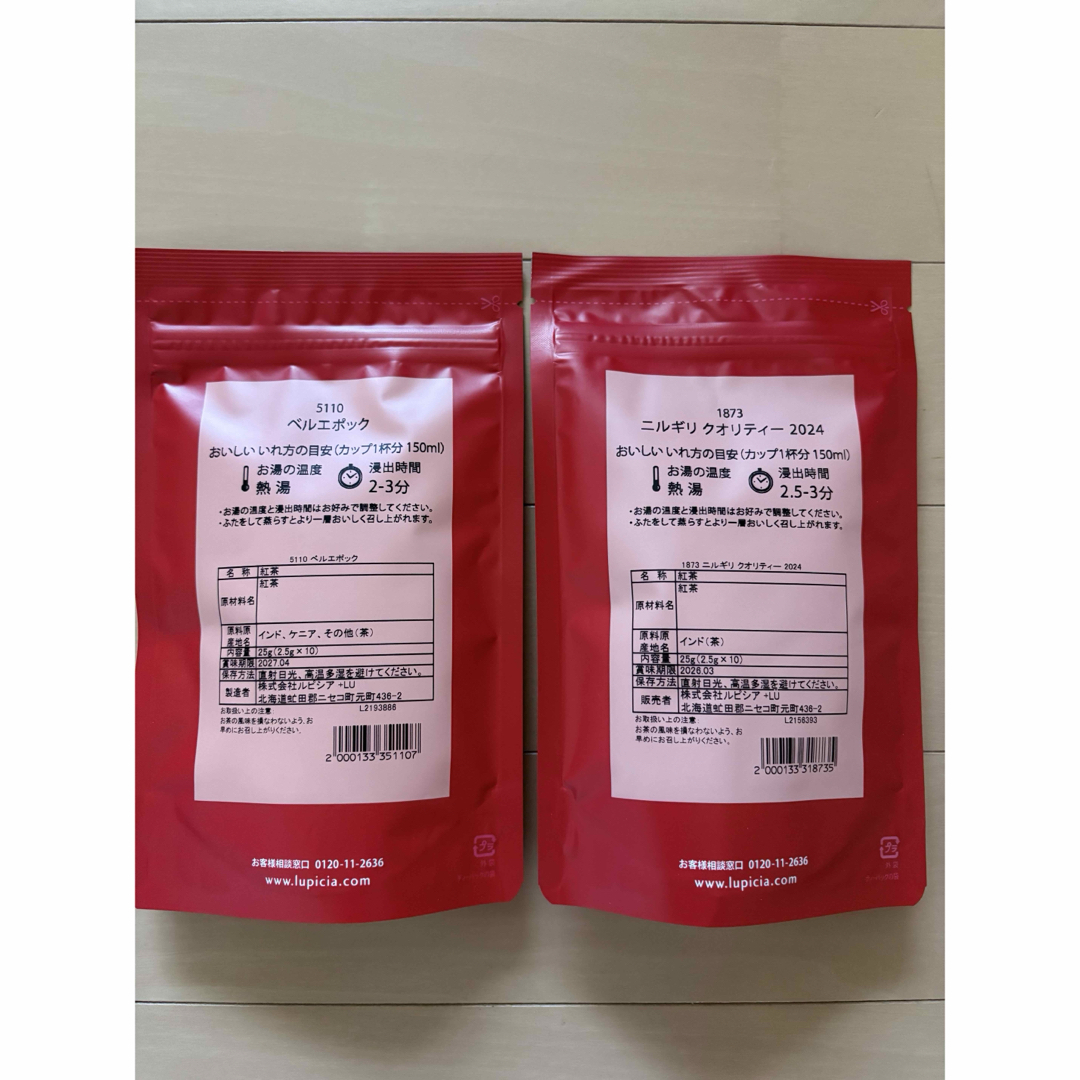 5110
ベルエポック
おいしい いれ方の目安(カップ1杯分 150ml)
お湯の温度
熱湯
浸出時間
2-3分
・お湯の温度と浸出時間はお好みで調整してください。
・ふたをして蒸らすとより一層おいしく召し上がれます。
5110 ベルエポック
名 称 紅茶
原材料名 紅茶
原料原産地名 インド、ケニア、その他(茶)
内容量 25g(2.5g×10)
賞味期限 2027.04
保存方法 直射日光、高温多湿を避けてください。
製造者 株式会社ルピシア +LU
北海道虻田郡ニセコ町元町436-2
お取扱い上の注意
L2193886
お茶の風味を損なわないよう、お
早めにお召し上がりください。
2000133351107
お客様相談窓口 0120-11-2636
www.lupicia.com
1873
ニルギリ クオリティー 2024
おいしい いれ方の目安(カップ1杯分 150ml)
お湯の温度
熱湯
浸出時間
2.5-3分
・お湯の温度と浸出時間はお好みで調整してください。
・ふたをして蒸らすとより一層おいしく召し上がれます。
1873 ニルギリ クオリティー 2024
名 称 紅茶
原材料名 紅茶
原料原産地名 インド(茶)
内容量 25g(2.5g×10)
賞味期限 2026.03
保存方法 直射日光、高温多湿を避けてください。
販売者 株式会社ルピシア +LU
北海道虻田郡ニセコ町元町436-2
お取扱い上の注意
L2156393
お茶の風味を損なわないよう、お
早めにお召し上がりください。
2000133318735
プラ
お客様相談窓口 0120-11-2636
www.lupicia.com